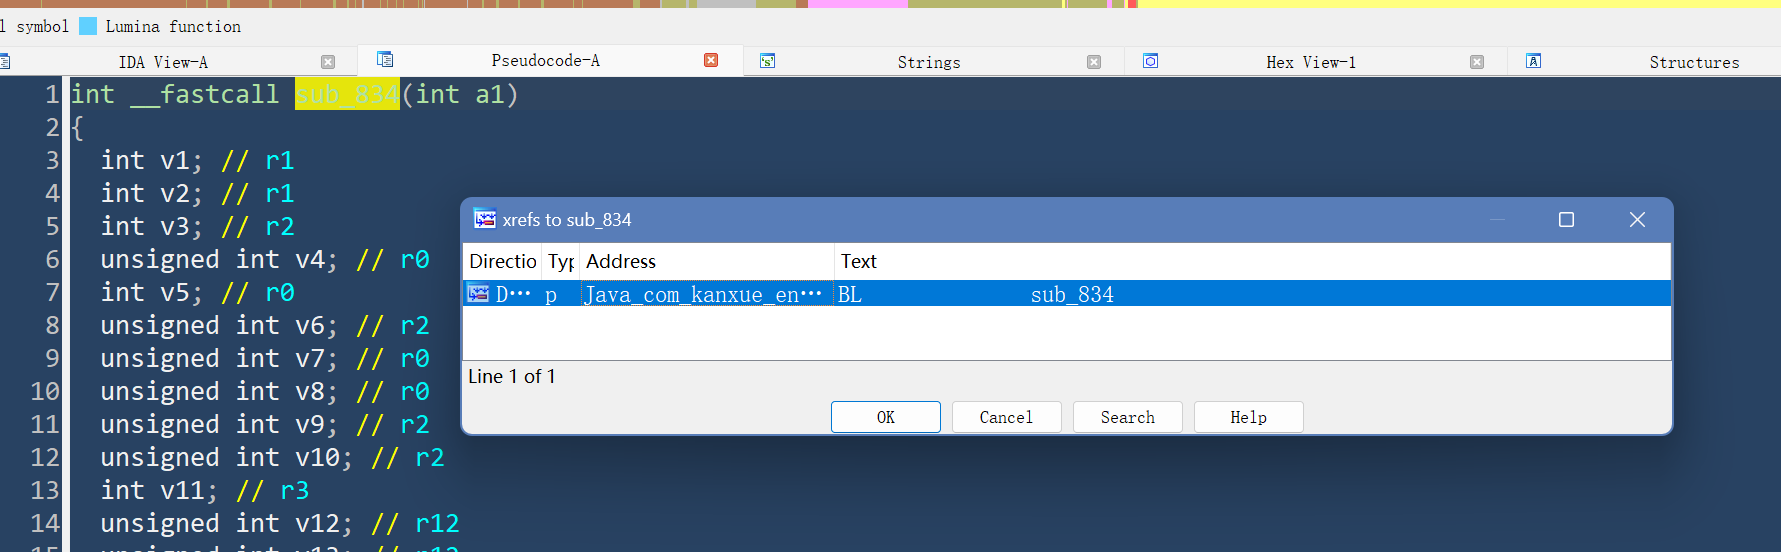 l symbol Lumina function
IDA View-A Pseudocode-A Strings Hex View-1 Structures
1 int __fastcall sub_834(int a1)
2 {
3 int v1; // r1
4 int v2; // r1
5 int v3; // r2
6 unsigned int v4; // r0
7 int v5; // r0
8 unsigned int v6; // r2
9 unsigned int v7; // r0
10 unsigned int v8; // r0
11 unsigned int v9; // r2
12 unsigned int v10; // r2
13 int v11; // r3
14 unsigned int v12; // r12
xrefs to sub_834
Directio Typ Address Text
D… p Java_com_kanxue_en… BL sub_834
Line 1 of 1
OK Cancel Search Help